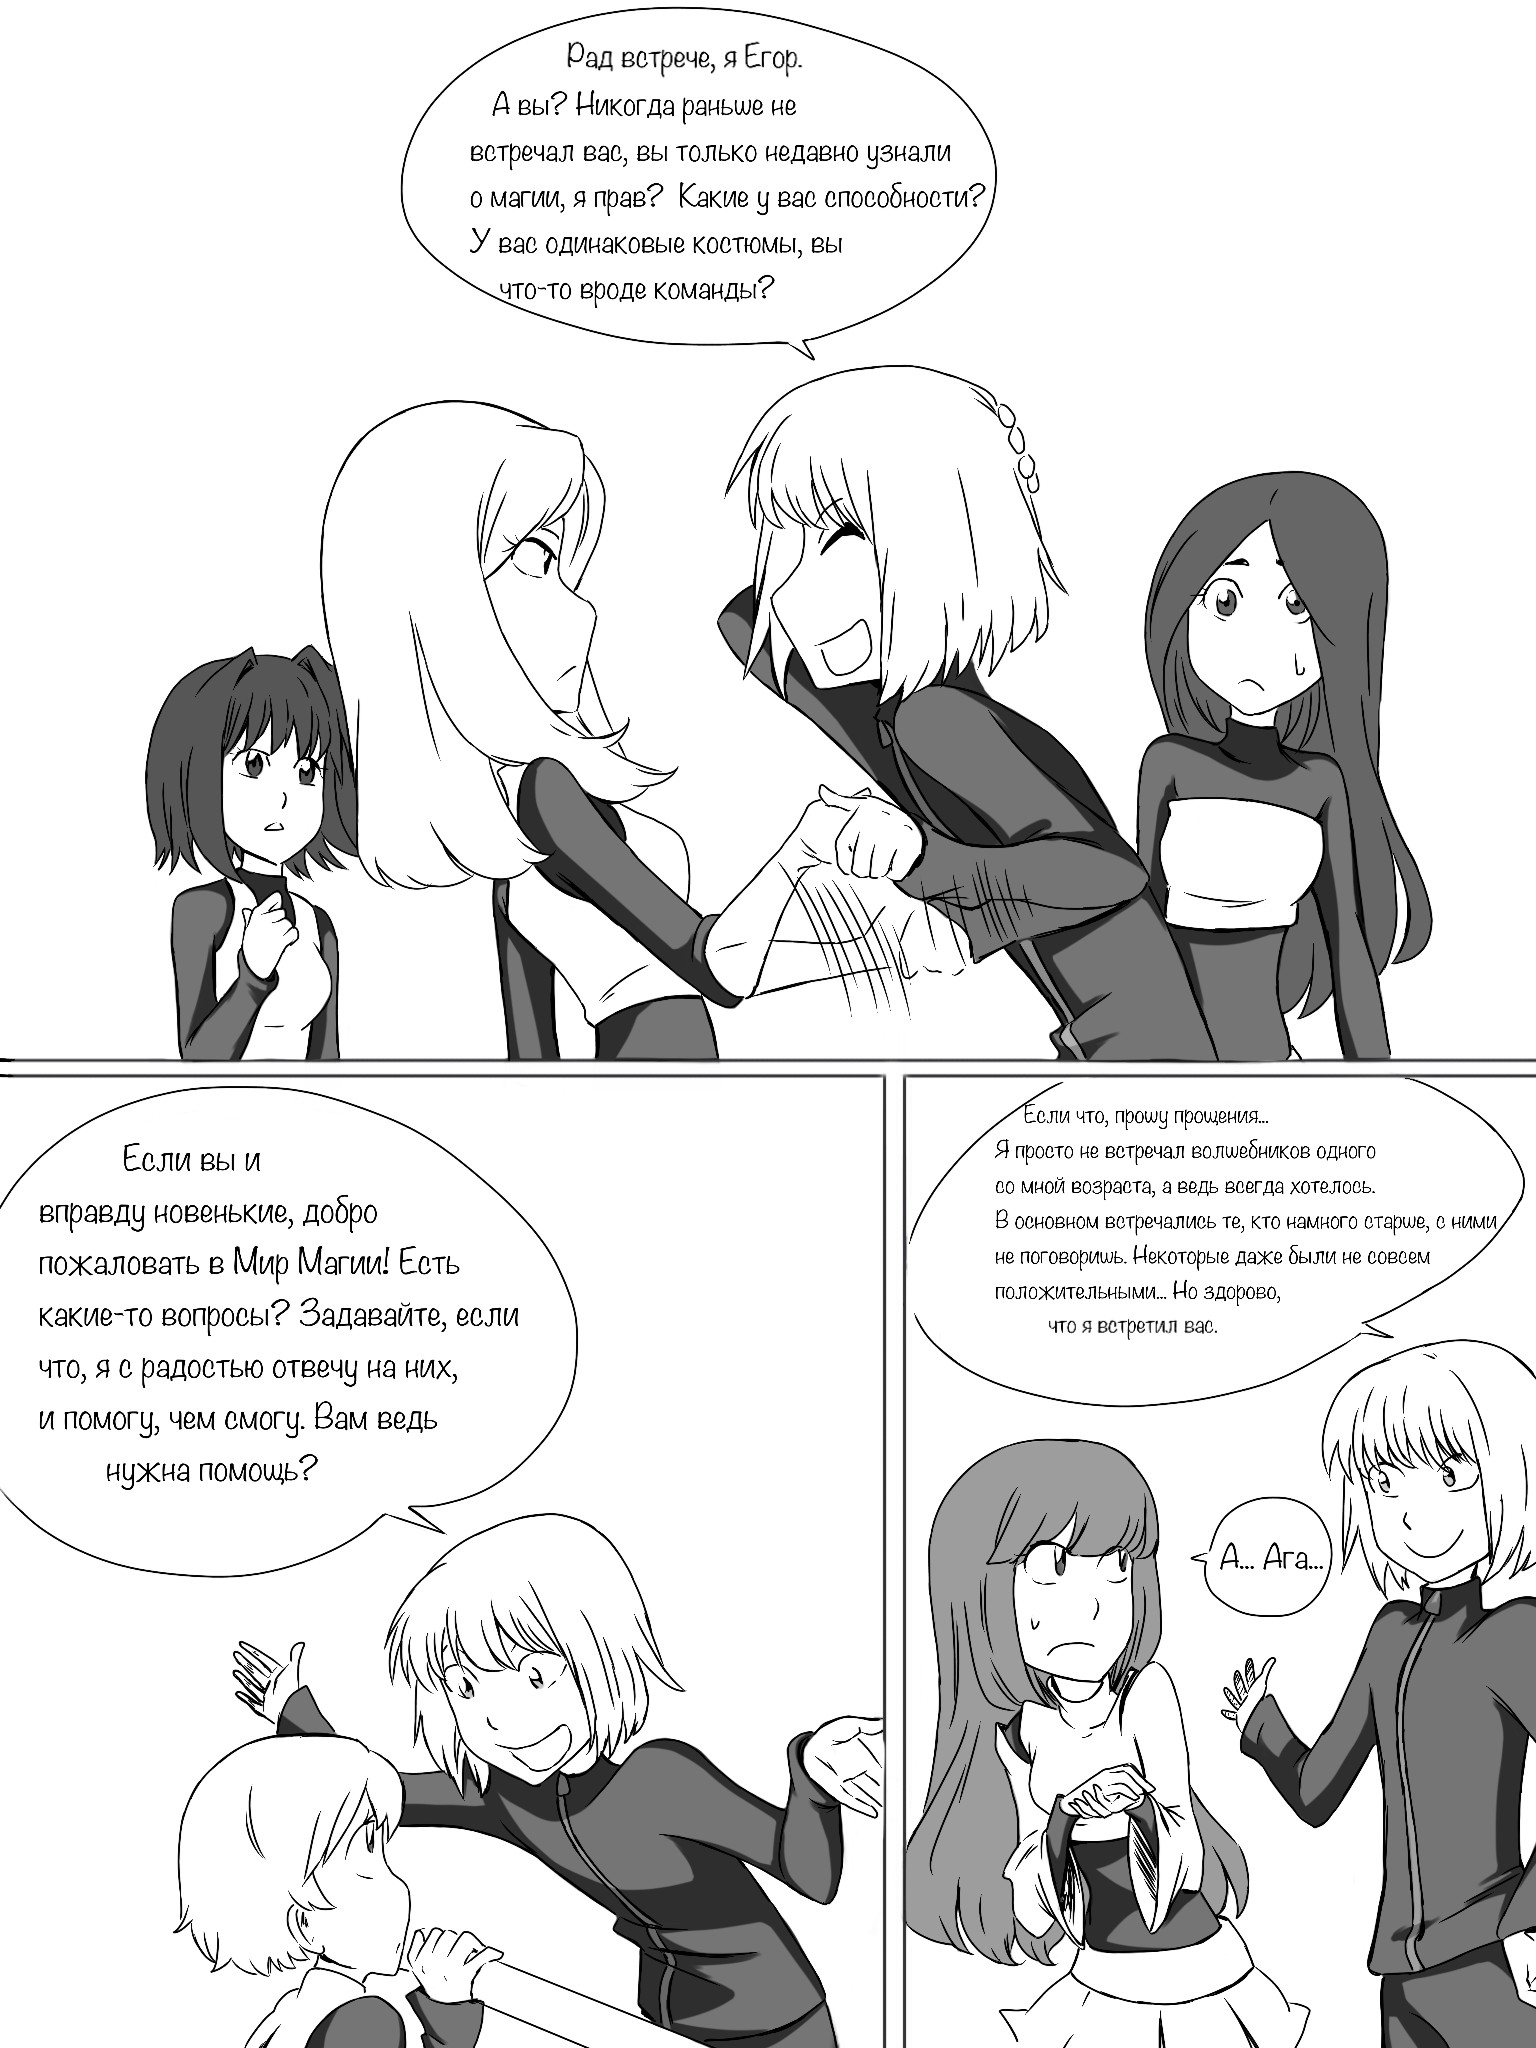 Рад встрече, я Егор.
А вы? Никогда раньше не
встречал вас, вы только недавно узнали
о магии, я прав? Какие у вас способности?
У вас одинаковые костюмы, вы
что-то вроде команды?
Если вы и
вправду новенькие, добро
пожаловать в Мир Магии! Есть
какие-то вопросы? Задавайте, если
что, я с радостью отвечу на них,
и помогу, чем смогу. Вам ведь
нужна помощь?
Если что, прошу прощения...
Я просто не встречал волшебников одного
со мной возраста, а ведь всегда хотелось.
В основном встречались те, кто намного старше, с ними
не поговоришь. Некоторые даже были не совсем
положительными... Но здорово,
что я встретил вас.
А... Ага...